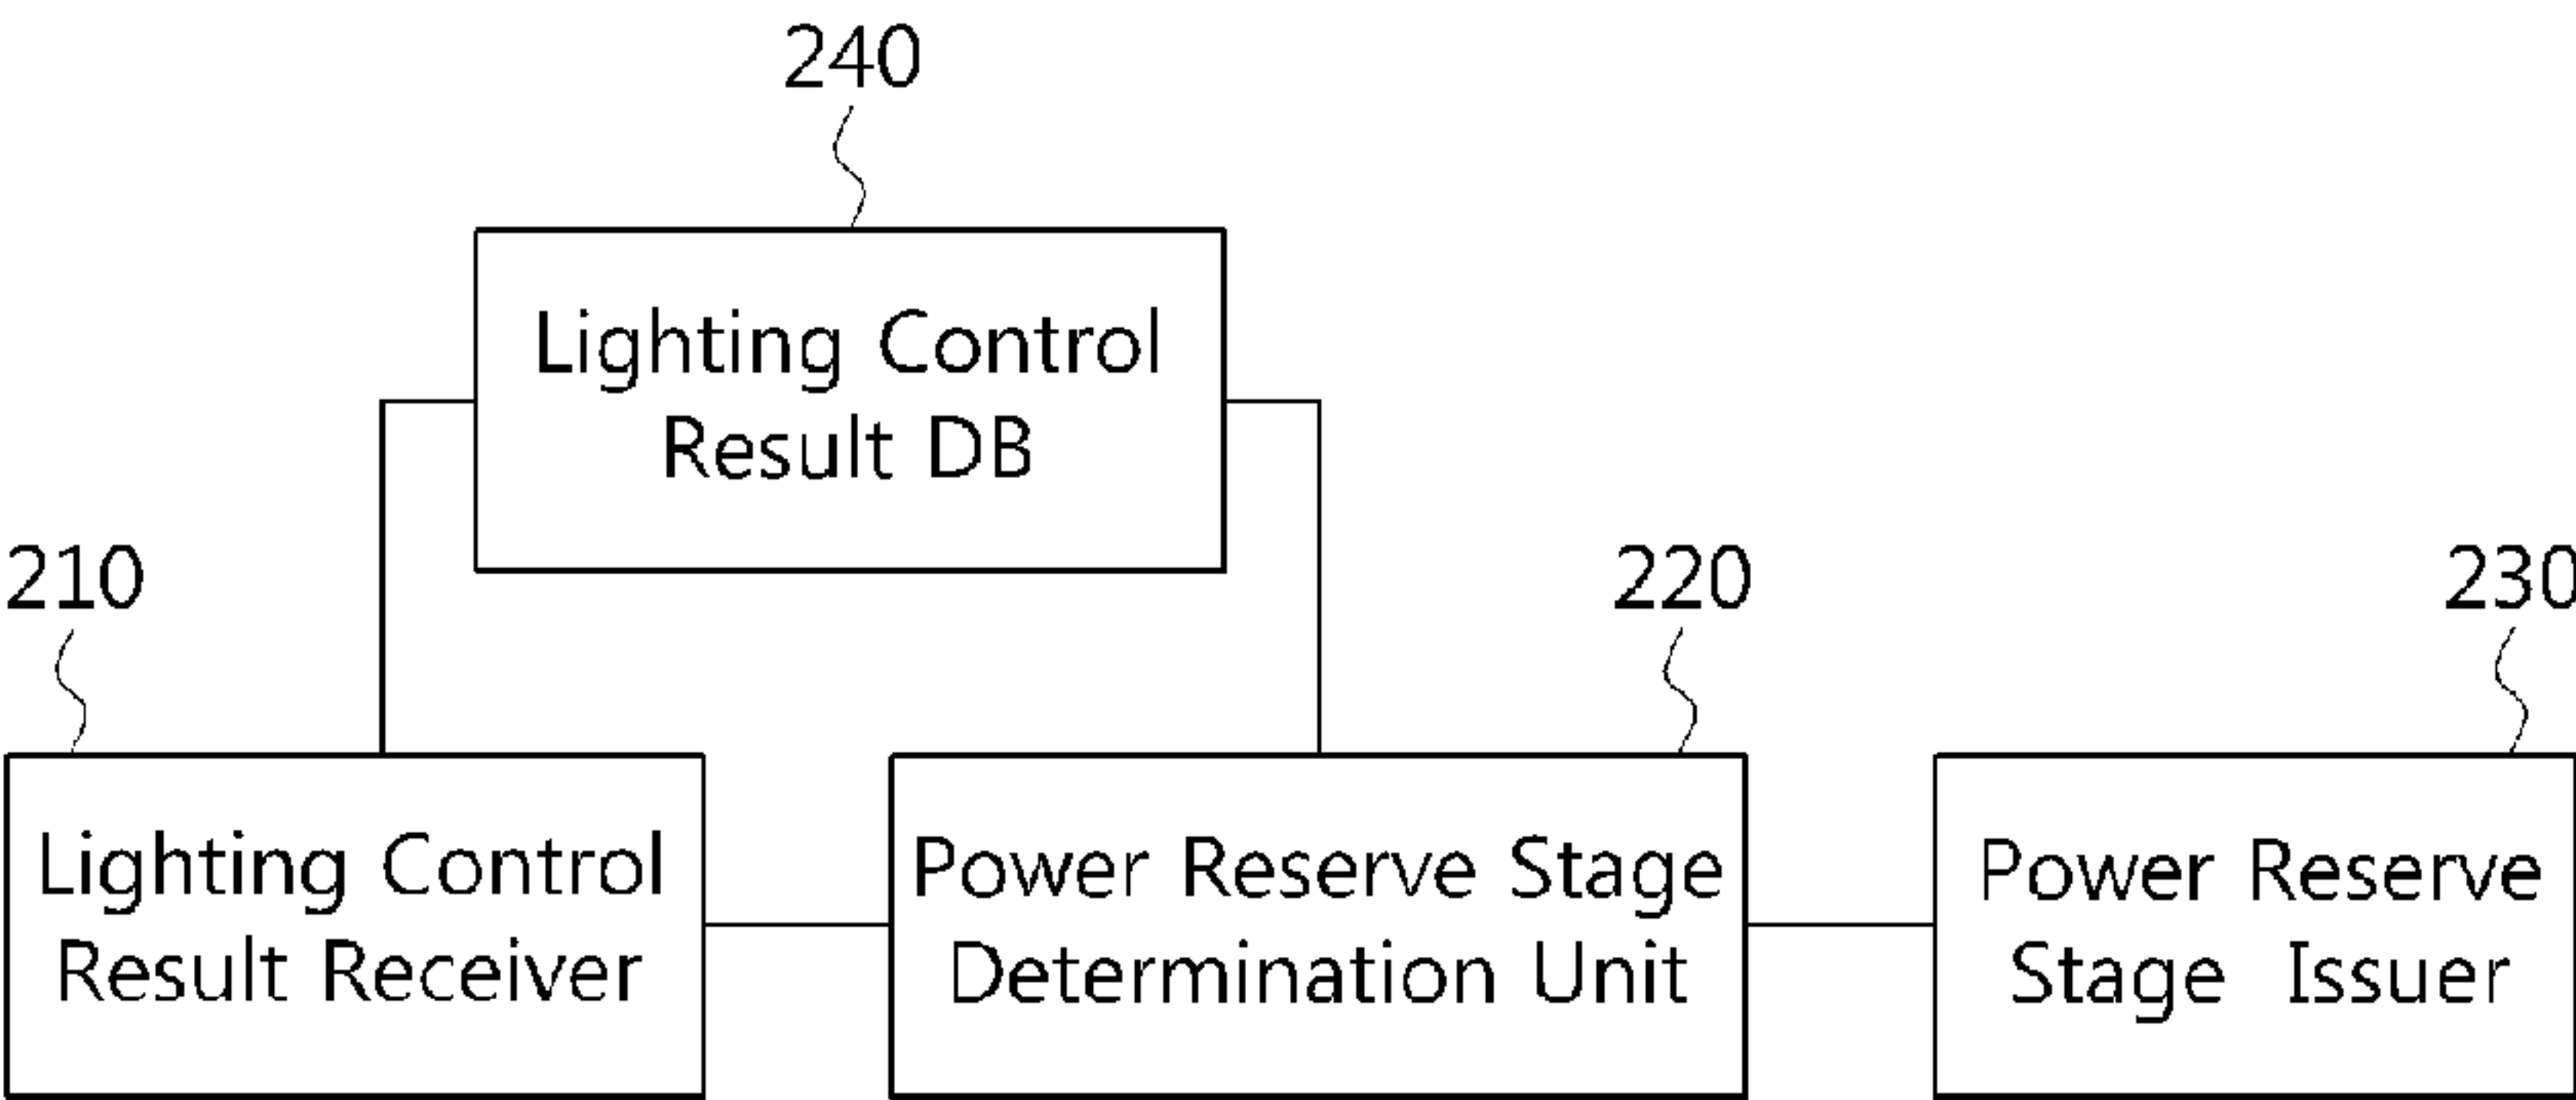 240
Lighting Control
Result DB
210
220
230
Lighting Control
Result Receiver
Power Reserve Stage
Determination Unit
Power Reserve
Stage Issuer